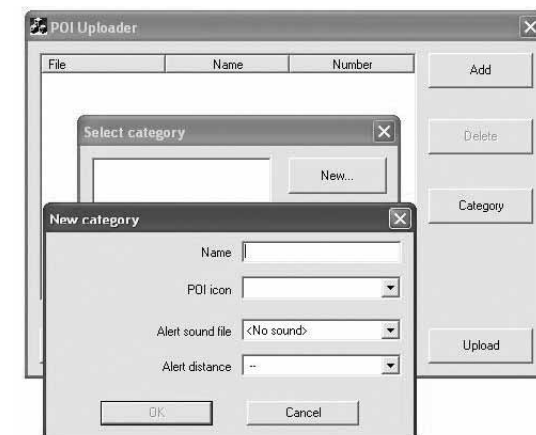 POI Uploader
File Name Number
Add
Select category
Delete
New...
Category
New category
Name
POI icon
Alert sound file <No sound>
Alert distance --
Upload
OK Cancel